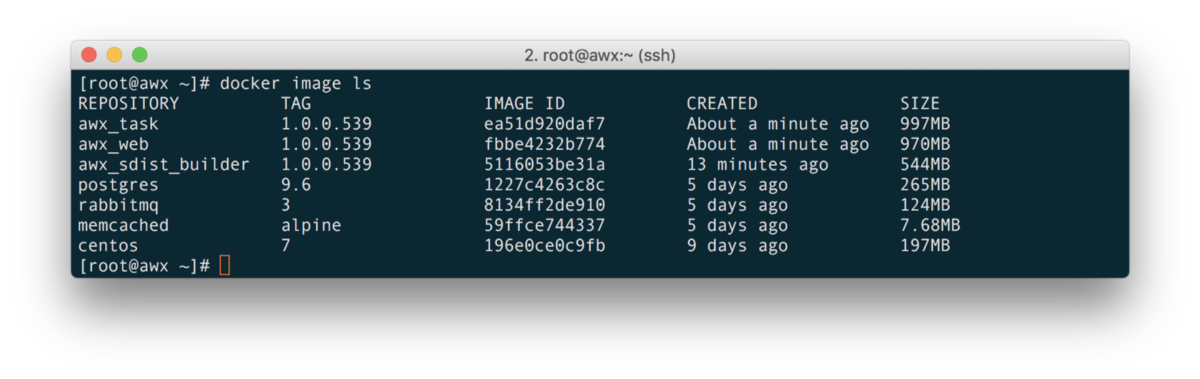 2. root@awx:~ (ssh)
[root@awx ~]# docker image ls
REPOSITORY TAG IMAGE ID CREATED SIZE
awx_task 1.0.0.539 ea51d920daf7 About a minute ago 997MB
awx_web 1.0.0.539 fbbe4232b774 About a minute ago 970MB
awx_sdist_builder 1.0.0.539 5116053be31a 13 minutes ago 544MB
postgres 9.6 1227c4263c8c 5 days ago 265MB
rabbitmq 3 8134ff2de910 5 days ago 124MB
memcached alpine 59ffce744337 5 days ago 7.68MB
centos 7 196e0ce0c9fb 9 days ago 197MB
[root@awx ~]#